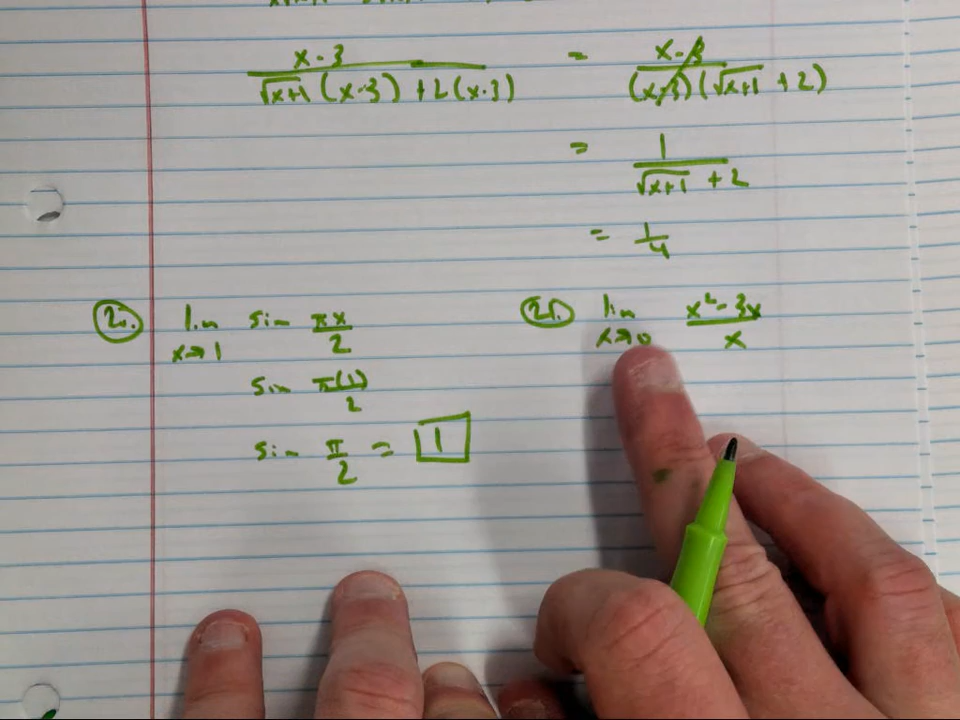 x-3 / (√x+1 (x-3) + 2(x-3)) = x-3 / ((x-3)(√x+1 + 2))
= 1 / (√x+1 + 2)
= 1/4
20. lim x→1 sin πx/2
sin π(1)/2
sin π/2 = 1
21. lim x→0 x²-3x / x